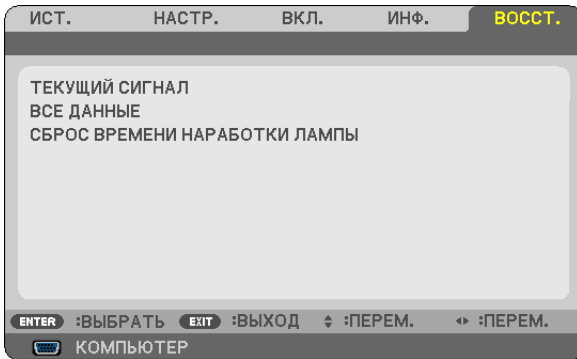 ИСТ. НАСТР. ВКЛ. ИНФ. ВОССТ.
ТЕКУЩИЙ СИГНАЛ
ВСЕ ДАННЫЕ
СБРОС ВРЕМЕНИ НАРАБОТКИ ЛАМПЫ
ENTER :ВЫБРАТЬ EXIT :ВЫХОД :ПЕРЕМ. :ПЕРЕМ.
КОМПЬЮТЕР